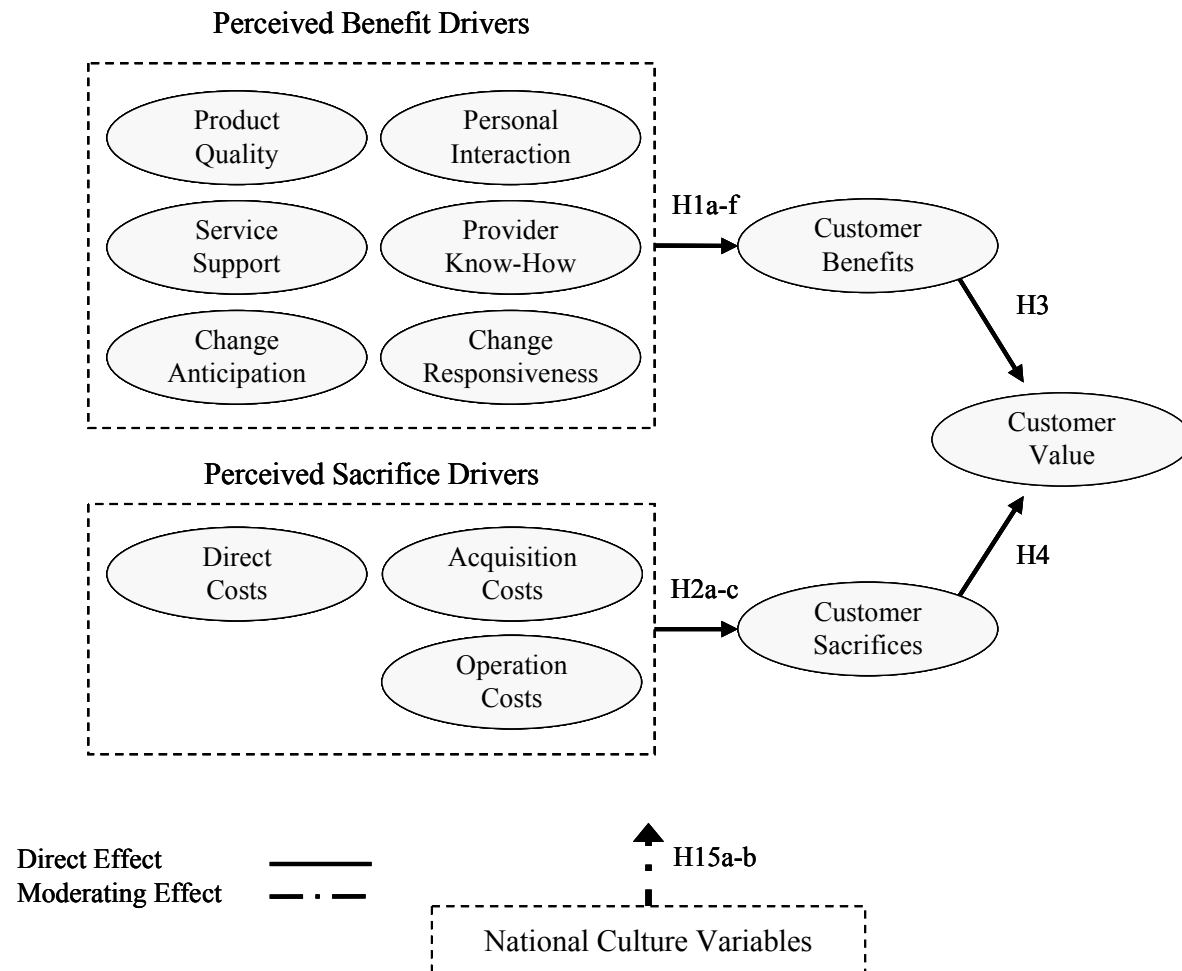 Perceived Benefit Drivers
Product
Quality
Personal
Interaction
Service
Support
Provider
Know-How
Change
Anticipation
Change
Responsiveness
H1a-f
Customer
Benefits
H3
Customer
Value
Perceived Sacrifice Drivers
Direct
Costs
Acquisition
Costs
Operation
Costs
H2a-c
Customer
Sacrifices
H4
Direct Effect
Moderating Effect
H15a-b
National Culture Variables